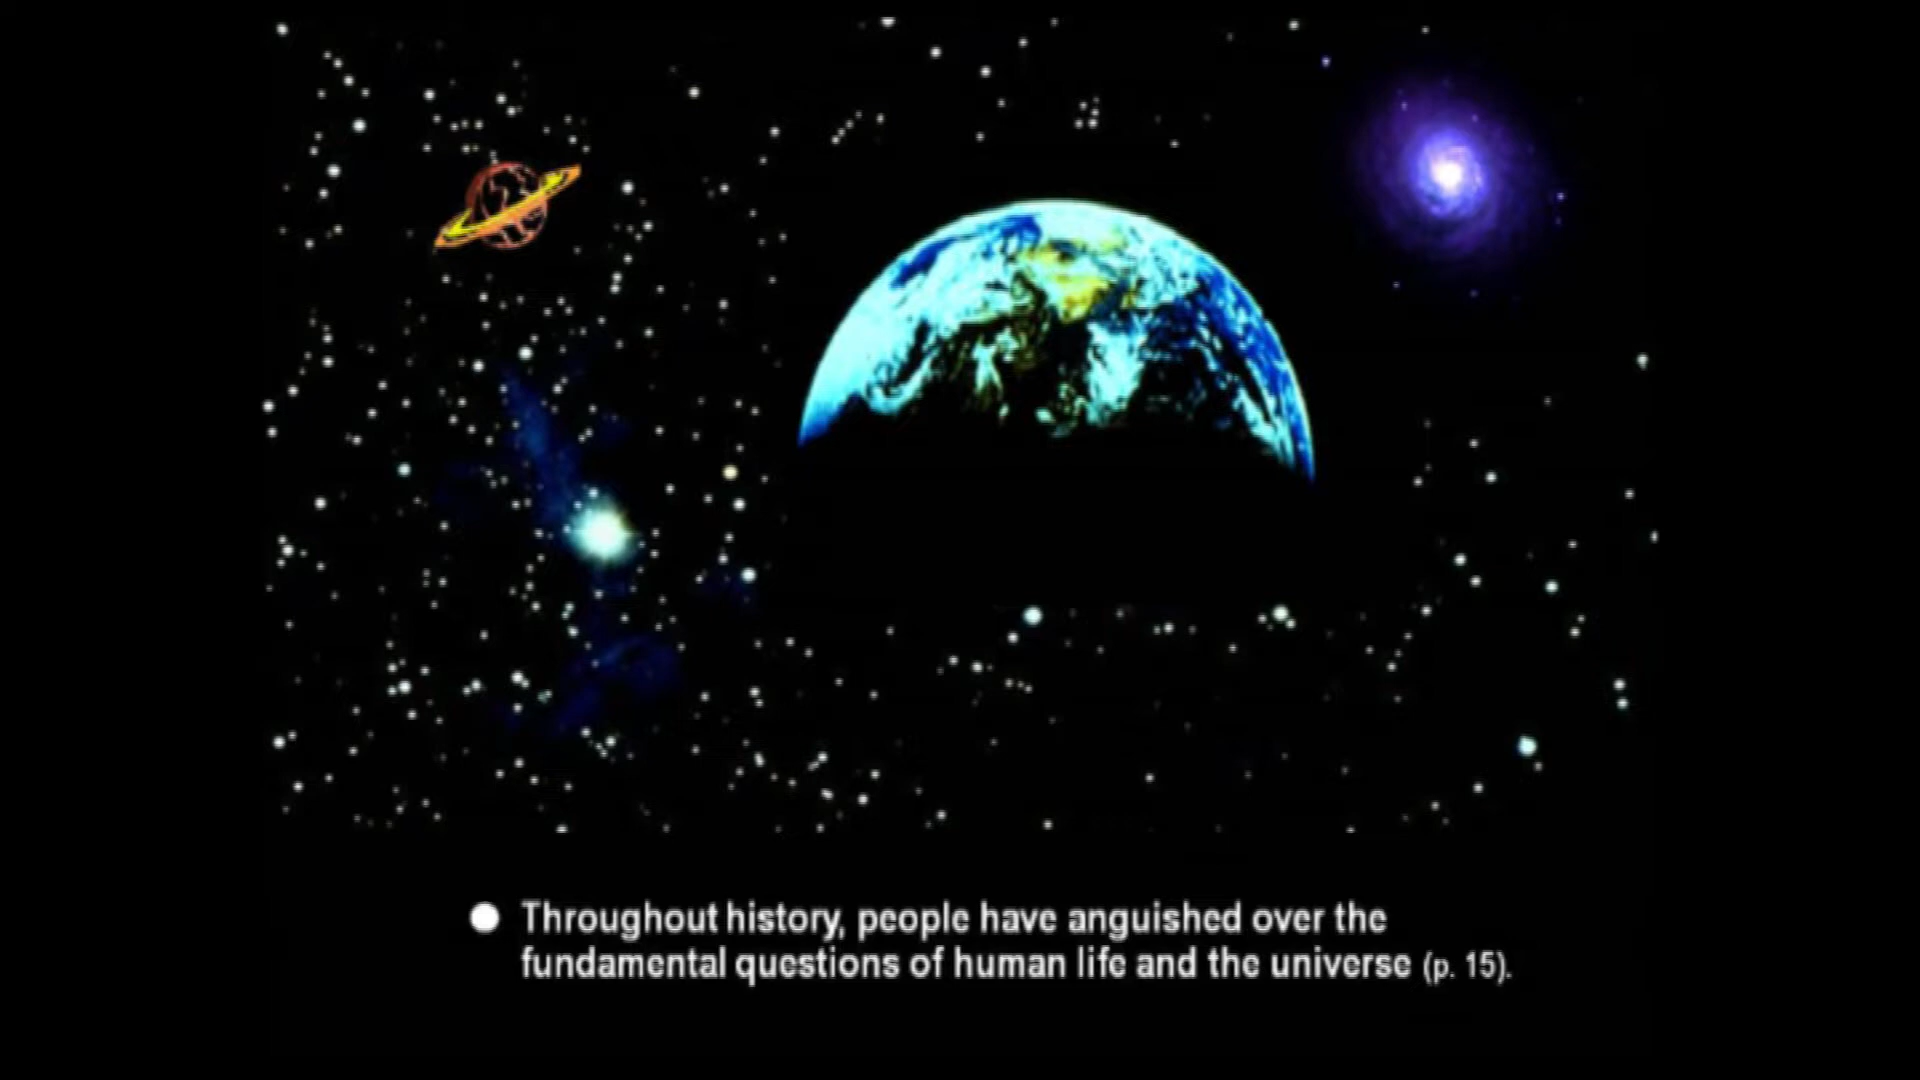 Throughout history, people have anguished over the
fundamental questions of human life and the universe (p. 15).